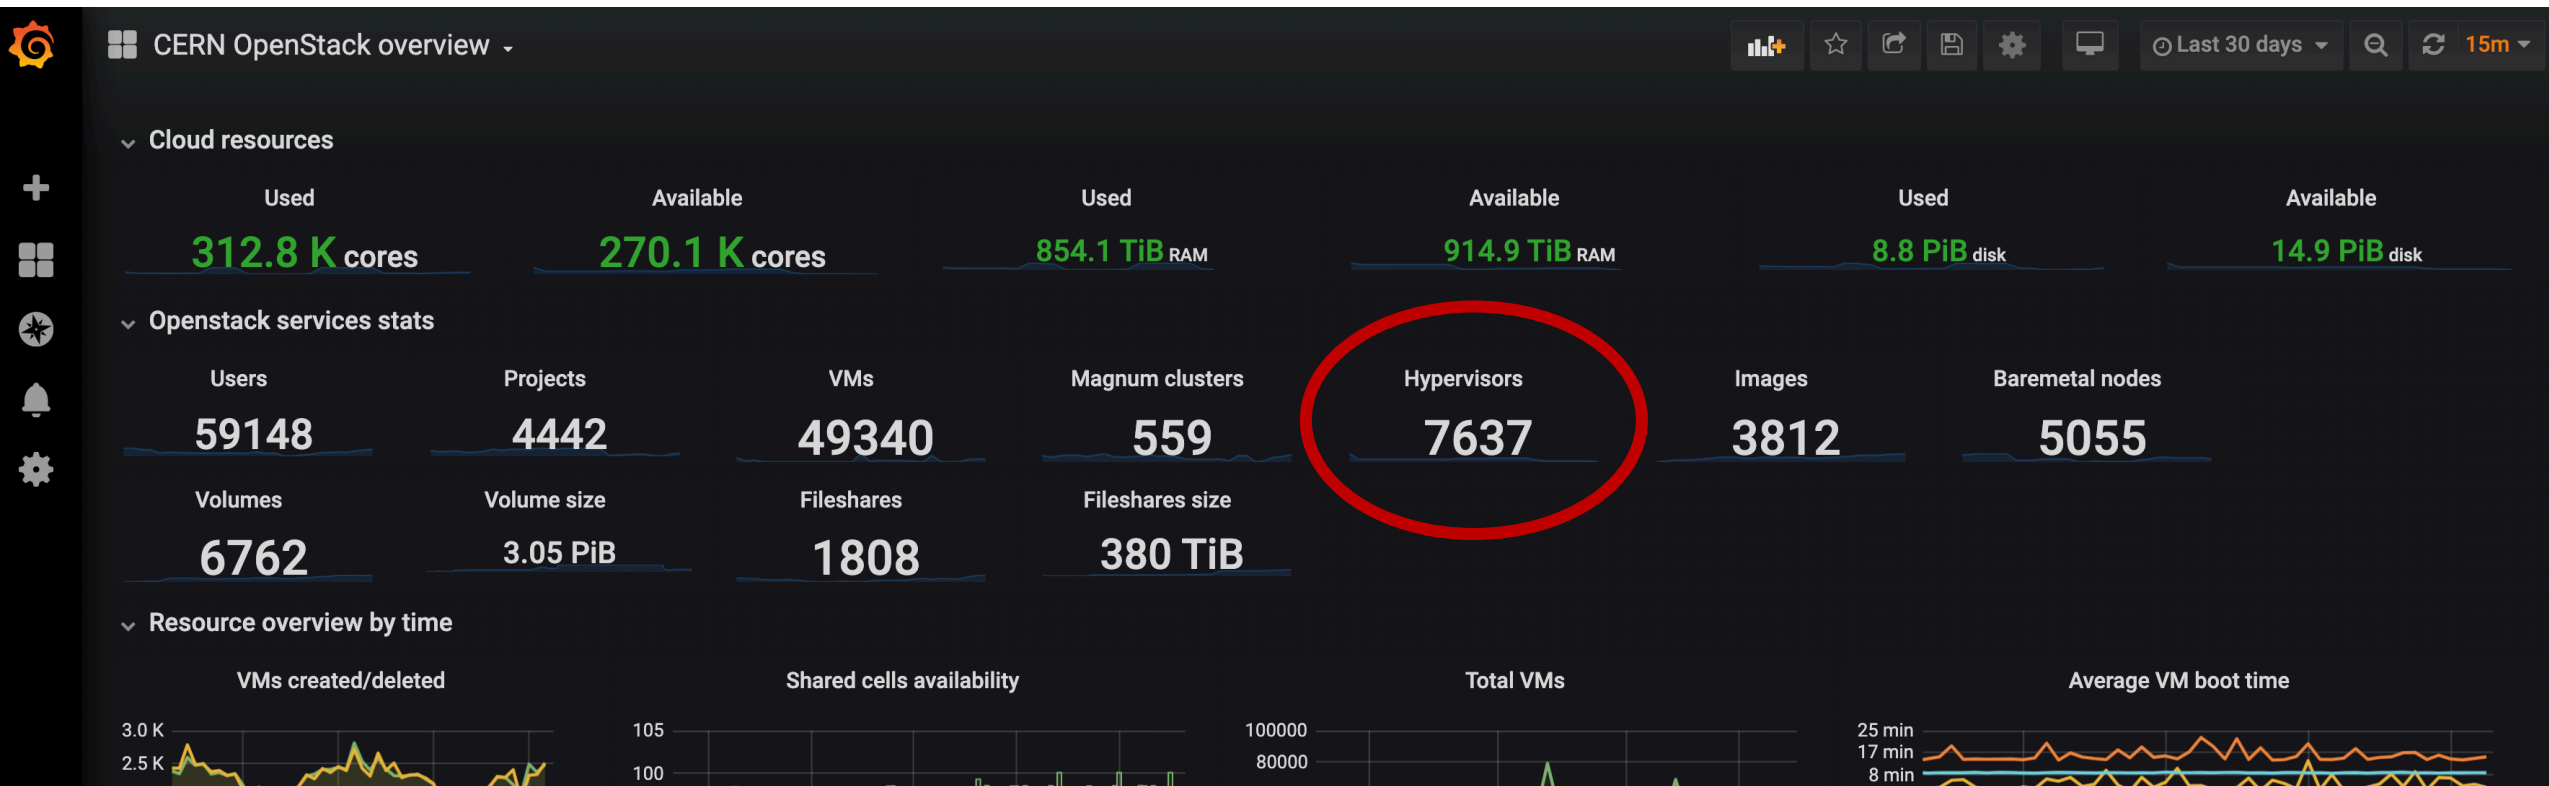 CERN OpenStack overview
Last 30 days
15m
Cloud resources
Used Available Used Available Used Available
312.8 K cores 270.1 K cores 854.1 TiB RAM 914.9 TiB RAM 8.8 PiB disk 14.9 PiB disk
Openstack services stats
Users Projects VMs Magnum clusters Hypervisors Images Baremetal nodes
59148 4442 49340 559 7637 3812 5055
Volumes Volume size Fileshares Fileshares size
6762 3.05 PiB 1808 380 TiB
Resource overview by time
VMs created/deleted Shared cells availability Total VMs Average VM boot time
3.0 K 105 100000 25 min
17 min
2.5 K 100 80000 8 min